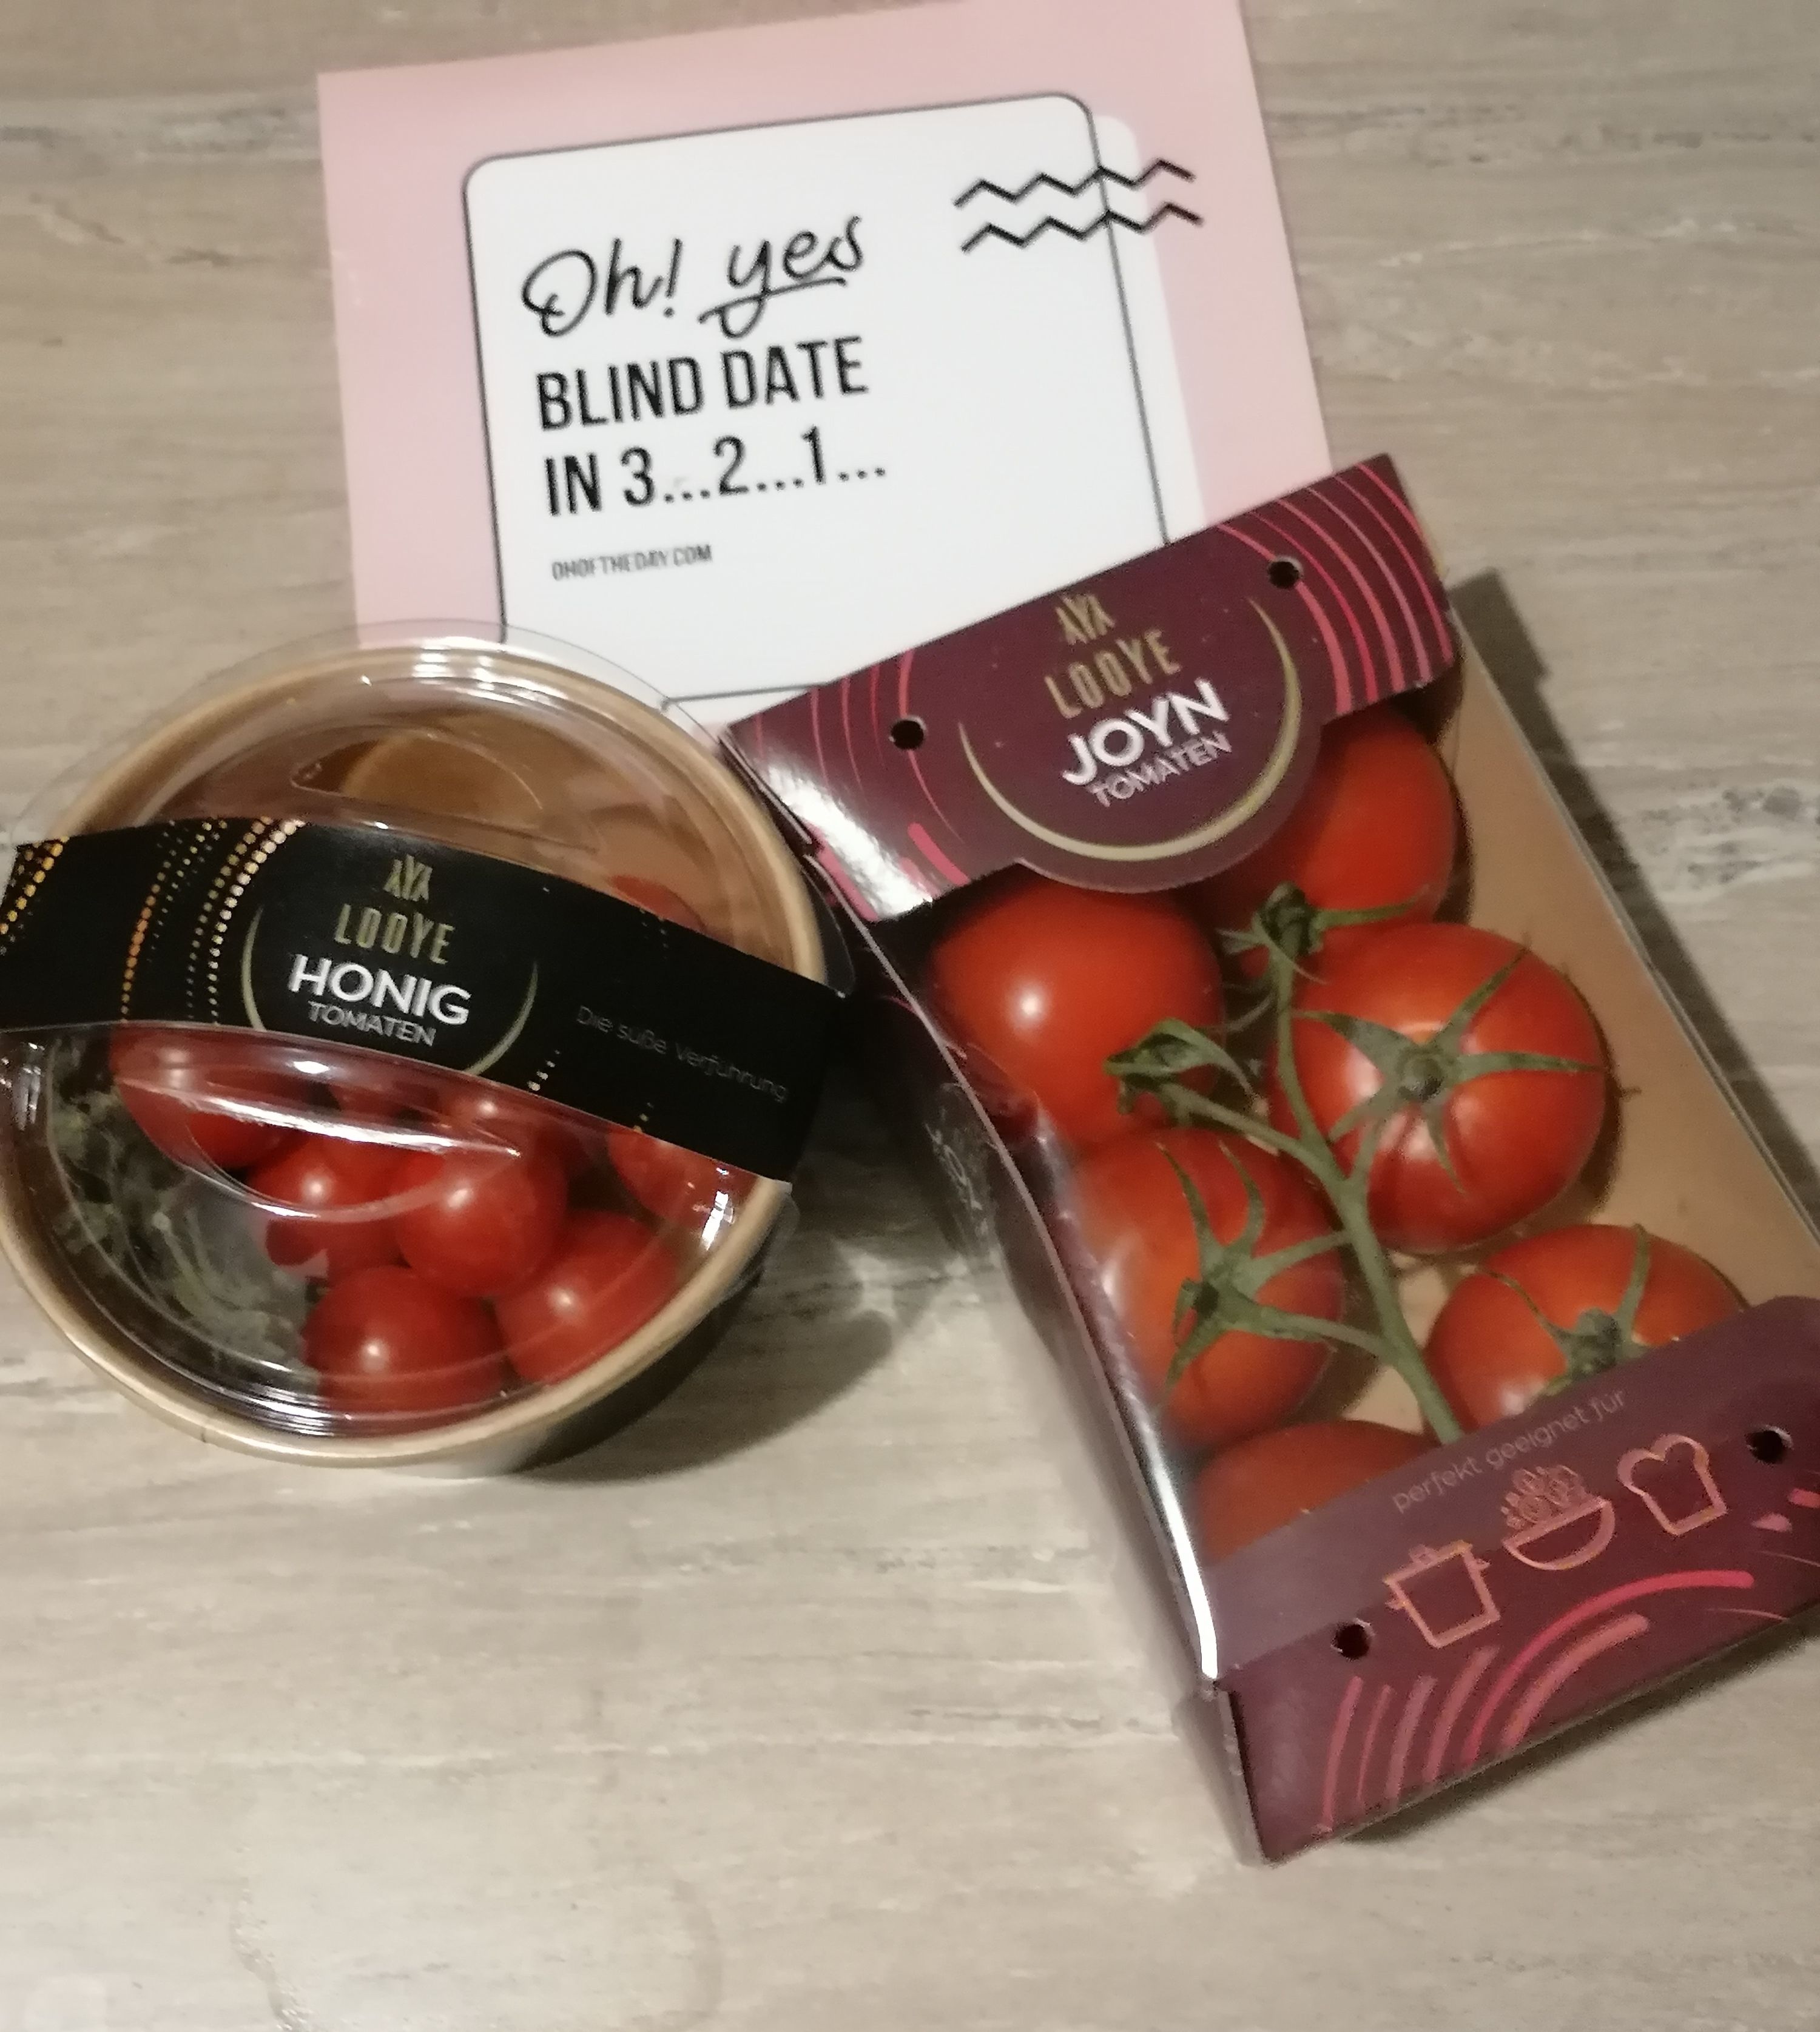 Oh! yes
BLIND DATE
IN 3...2...1...
OHOFTHEDAY.COM
LOOYE
JOYN
TOMATEN
perfekt geeignet für
LOOYE
HONIG
TOMATEN
Die süße Verführung